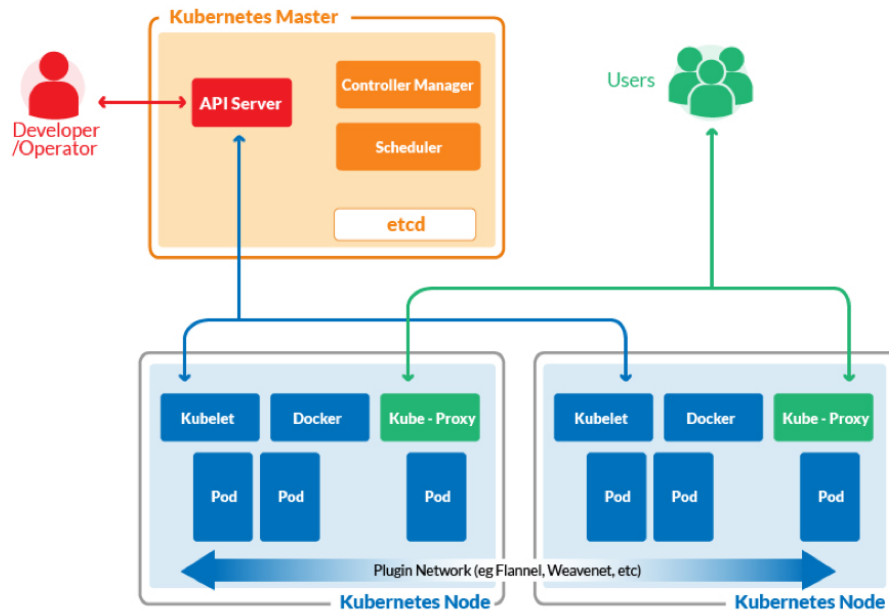 Kubernetes Master
API Server
Controller Manager
Scheduler
etcd
Developer
/Operator
Users
Kubelet
Docker
Kube - Proxy
Pod
Pod
Pod
Kubelet
Docker
Kube - Proxy
Pod
Pod
Pod
Plugin Network (eg Flannel, Weavenet, etc)
Kubernetes Node
Kubernetes Node